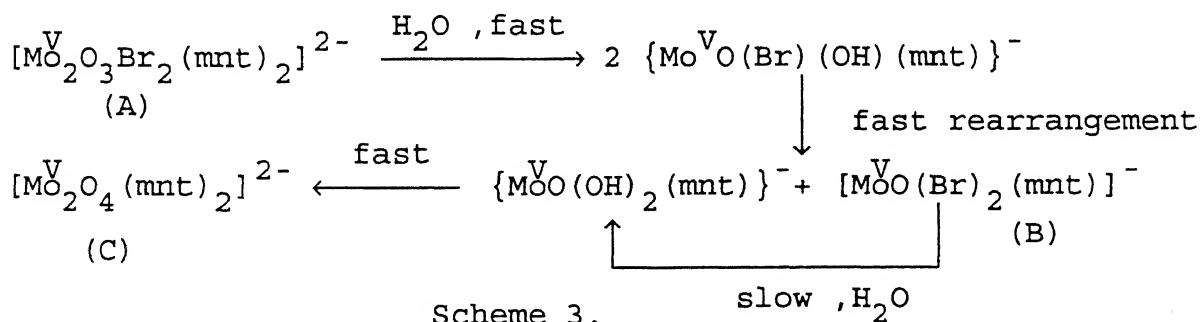 [Mo^V_2O_3Br_2(mnt)_2]^2- H_2O ,fast 2 {Mo^VO(Br)(OH)(mnt)}^-
(A)
fast rearrangement
[Mo^V_2O_4(mnt)_2]^2- fast {Mo^VO(OH)_2(mnt)}^- + [Mo^VO(Br)_2(mnt)]^-
(C) (B)
slow ,H_2O
Scheme 3.